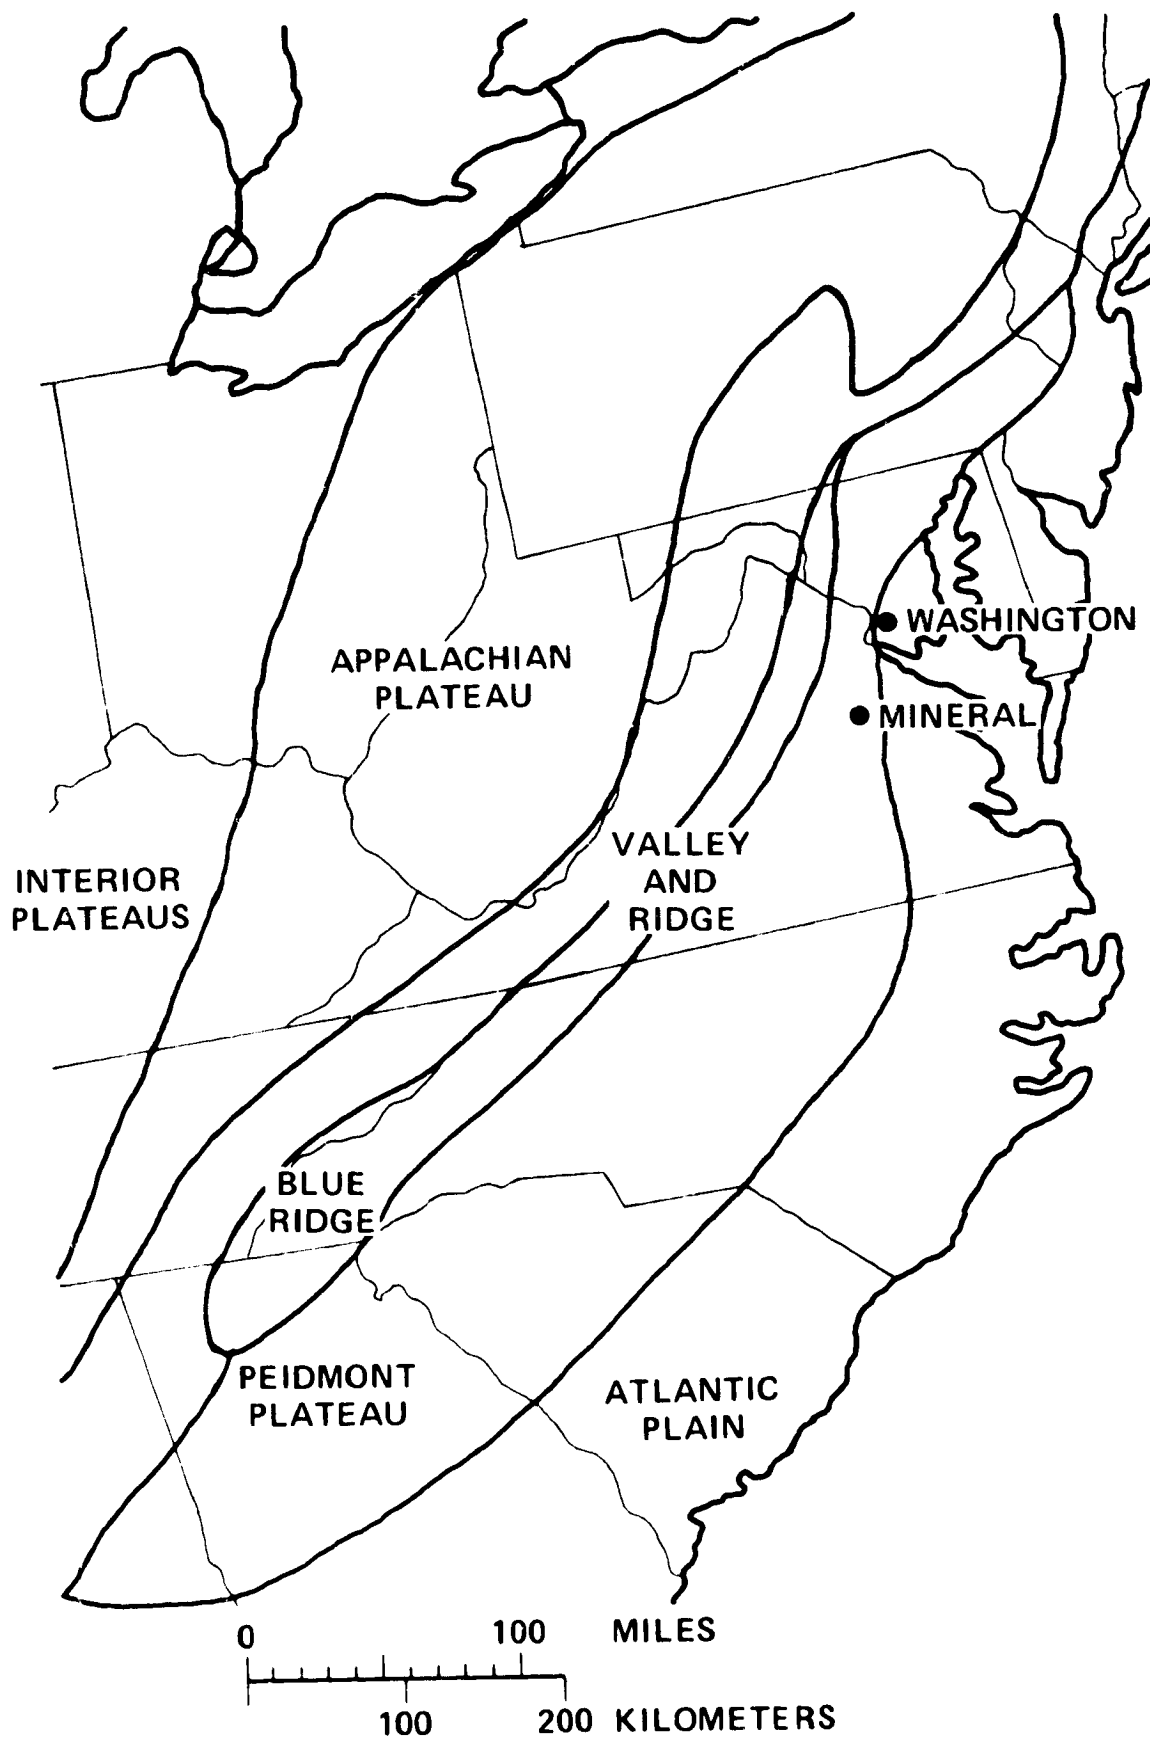 WASHINGTON
APPALACHIAN
PLATEAU
MINERAL
VALLEY
AND
RIDGE
INTERIOR
PLATEAUS
BLUE
RIDGE
PEIDMONT
PLATEAU
ATLANTIC
PLAIN
0 100 MILES
100 200 KILOMETERS